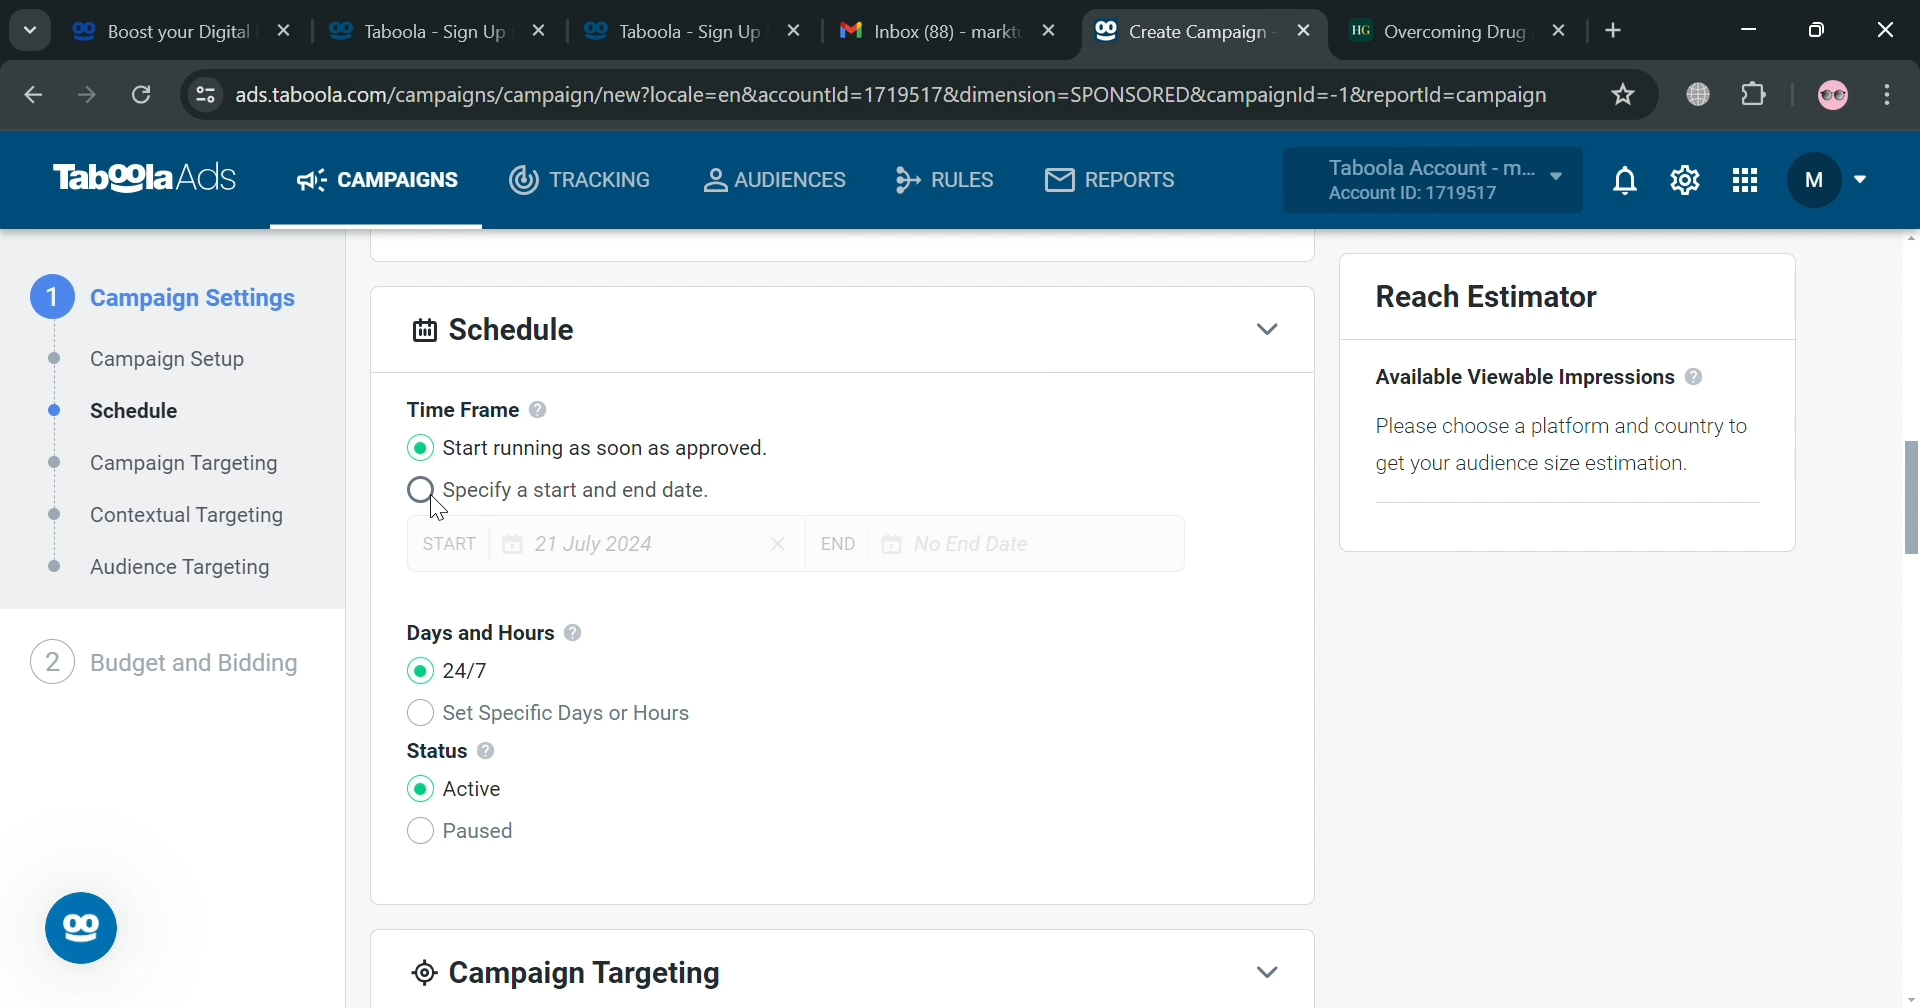 Boost your Digital
Taboola - Sign Up
Taboola - Sign Up
Inbox (88) - markt
Create Campaign -
HG Overcoming Drug
ads.taboola.com/campaigns/campaign/new?locale=en&accountId=1719517&dimension=SPONSORED&campaignId=-1&reportId=campaign
Taboola Ads
CAMPAIGNS
TRACKING
AUDIENCES
RULES
REPORTS
Taboola Account - m...
Account ID: 1719517
M
1 Campaign Settings
Campaign Setup
Schedule
Campaign Targeting
Contextual Targeting
Audience Targeting
2 Budget and Bidding
Schedule
Time Frame ?
Start running as soon as approved.
Specify a start and end date.
START 21 July 2024 END No End Date
Days and Hours ?
24/7
Set Specific Days or Hours
Status ?
Active
Paused
Campaign Targeting
Reach Estimator
Available Viewable Impressions ?
Please choose a platform and country to
get your audience size estimation.